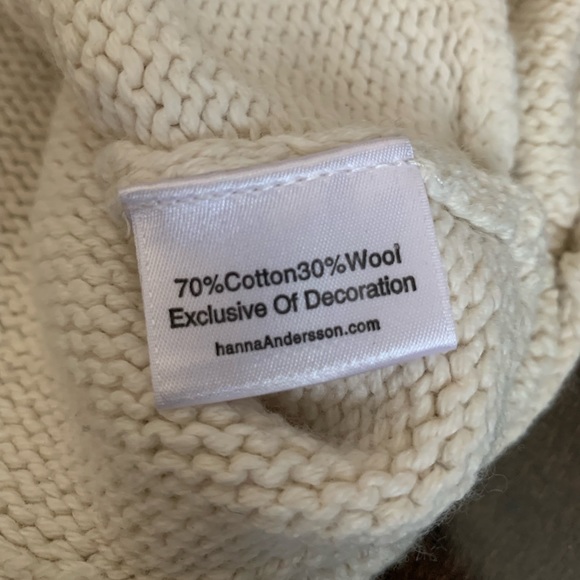 70%Cotton30%Wool
Exclusive Of Decoration
hannaAndersson.com